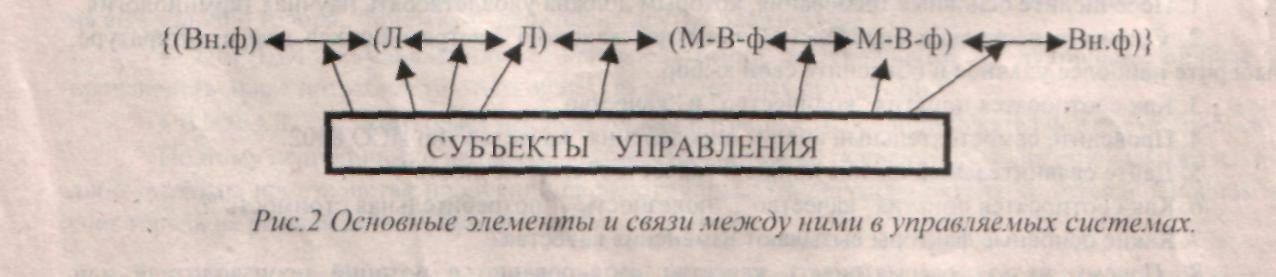 {(Вн.ф) (Л Л) (М-В-ф М-В-ф) Вн.ф)}
СУБЪЕКТЫ УПРАВЛЕНИЯ
Рис.2 Основные элементы и связи между ними в управляемых системах.